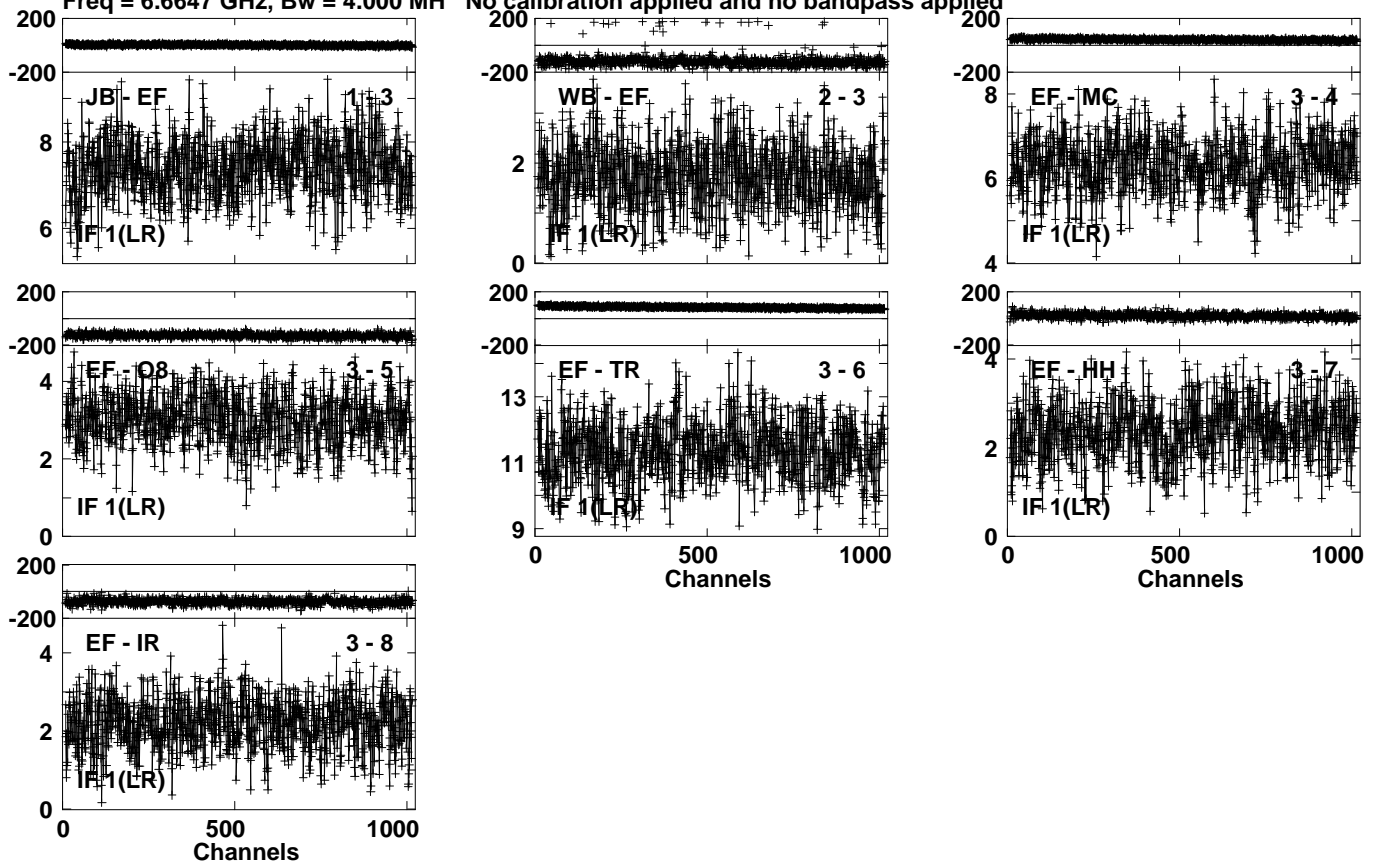 Freq = 6.6647 GHz, Bw = 4.000 MH No calibration applied and no bandpass applied
200
-200
JB - EF 1 - 3
8
6
IF 1(LR)
WB - EF 2 - 3
2
IF 1(LR)
0
200
-200
8
EF - MC 3 - 4
6
IF 1(LR)
4
200
-200
EF - O8 3 - 5
4
2
IF 1(LR)
0
200
-200
EF - TR 3 - 6
13
11
IF 1(LR)
9
0 500 1000
Channels
200
-200
4
EF - HH 3 - 7
2
IF 1(LR)
0
0 500 1000
Channels
200
-200
EF - IR 3 - 8
4
2
IF 1(LR)
0
0 500 1000
Channels
200
-200